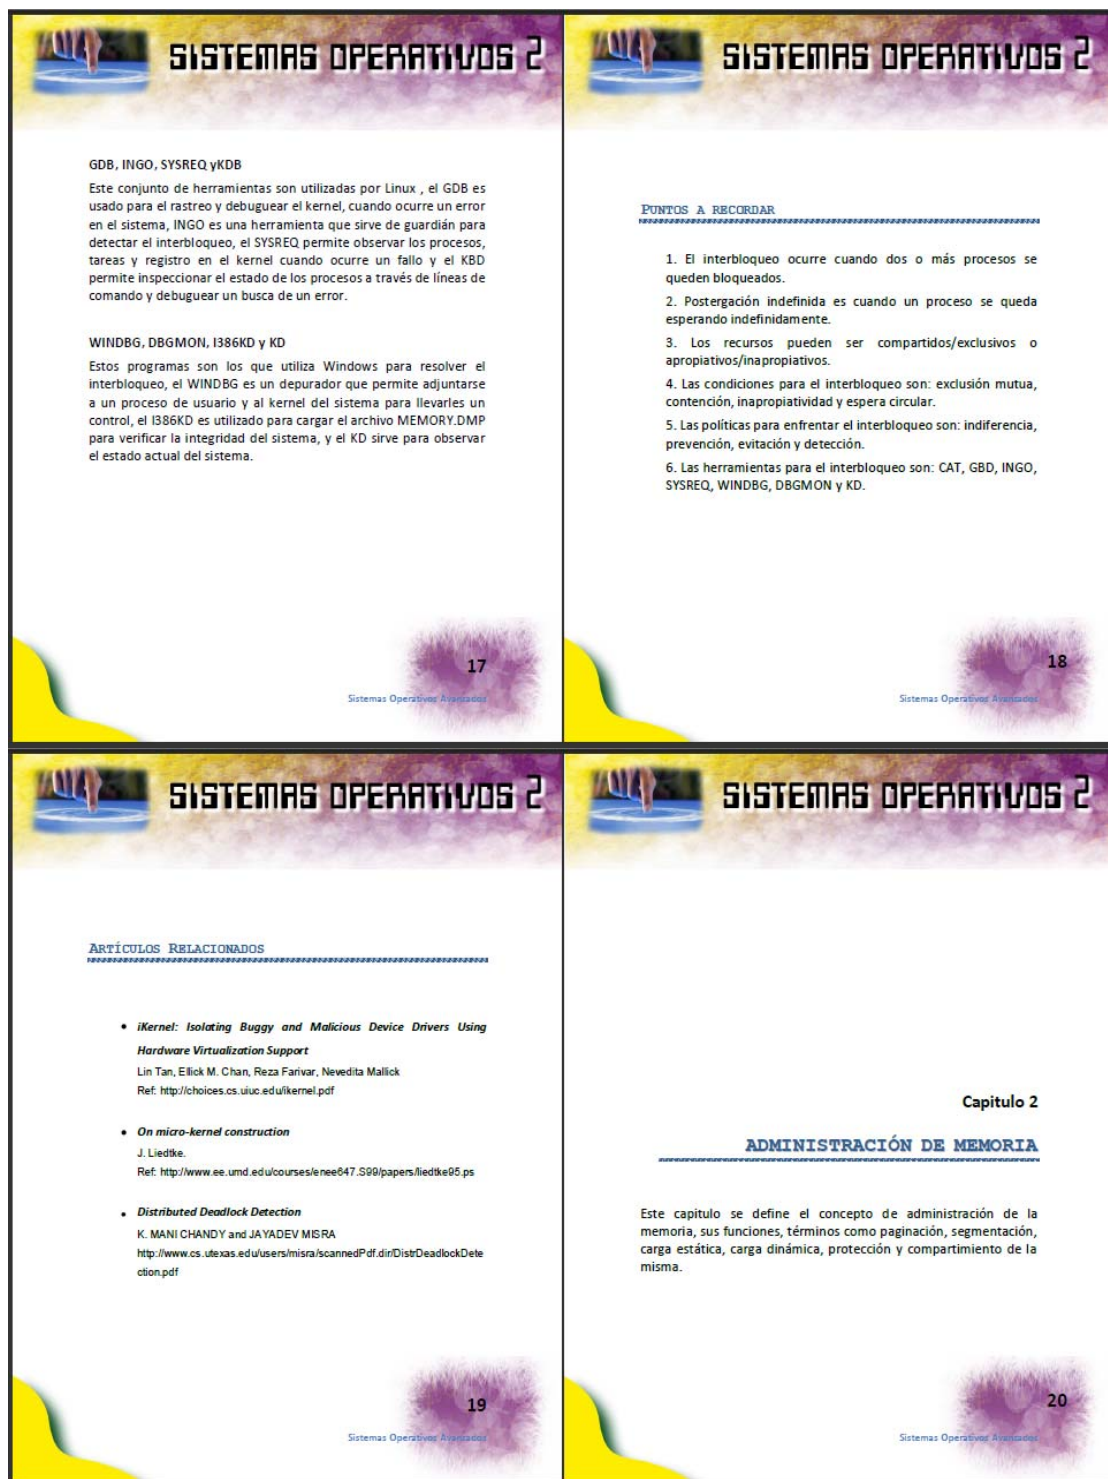 SISTEMAS OPERATIVOS 2
GDB, INGO, SYSREQ yKDB
Este conjunto de herramientas son utilizadas por Linux , el GDB es
usado para el rastreo y debuguear el kernel, cuando ocurre un error
en el sistema, INGO es una herramienta que sirve de guardián para
detectar el interbloqueo, el SYSREQ permite observar los procesos,
tareas y registro en el kernel cuando ocurre un fallo y el KBD
permite inspeccionar el estado de los procesos a través de líneas de
comando y debuguear un busca de un error.
WINDBG, DBGMON, I386KD y KD
Estos programas son los que utiliza Windows para resolver el
interbloqueo, el WINDBG es un depurador que permite adjuntarse
a un proceso de usuario y al kernel del sistema para llevarles un
control, el I386KD es utilizado para cargar el archivo MEMORY.DMP
para verificar la integridad del sistema, y el KD sirve para observar
el estado actual del sistema.
17
Sistemas Operativos Avanzados
SISTEMAS OPERATIVOS 2
PUNTOS A RECORDAR
1. El interbloqueo ocurre cuando dos o más procesos se
queden bloqueados.
2. Postergación indefinida es cuando un proceso se queda
esperando indefinidamente.
3. Los recursos pueden ser compartidos/exclusivos o
apropiativos/inapropiativos.
4. Las condiciones para el interbloqueo son: exclusión mutua,
contención, inapropiatividad y espera circular.
5. Las políticas para enfrentar el interbloqueo son: indiferencia,
prevención, evitación y detección.
6. Las herramientas para el interbloqueo son: CAT, GBD, INGO,
SYSREQ, WINDBG, DBGMON y KD.
18
Sistemas Operativos Avanzados
SISTEMAS OPERATIVOS 2
ARTÍCULOS RELACIONADOS
• iKernel: Isolating Buggy and Malicious Device Drivers Using
Hardware Virtualization Support
Lin Tan, Ellick M. Chan, Reza Farivar, Nevedita Mallick
Ref: http://choices.cs.uiuc.edu/ikernel.pdf
• On micro-kernel construction
J. Liedtke.
Ref: http://www.ee.umd.edu/courses/enee647.S99/papers/liedtke95.ps
• Distributed Deadlock Detection
K. MANI CHANDY and JAYADEV MISRA
http://www.cs.utexas.edu/users/misra/scannedPdf.dir/DistrDeadlockDete
ction.pdf
19
Sistemas Operativos Avanzados
SISTEMAS OPERATIVOS 2
Capitulo 2
ADMINISTRACIÓN DE MEMORIA
Este capitulo se define el concepto de administración de la
memoria, sus funciones, términos como paginación, segmentación,
carga estática, carga dinámica, protección y compartimiento de la
misma.
20
Sistemas Operativos Avanzados